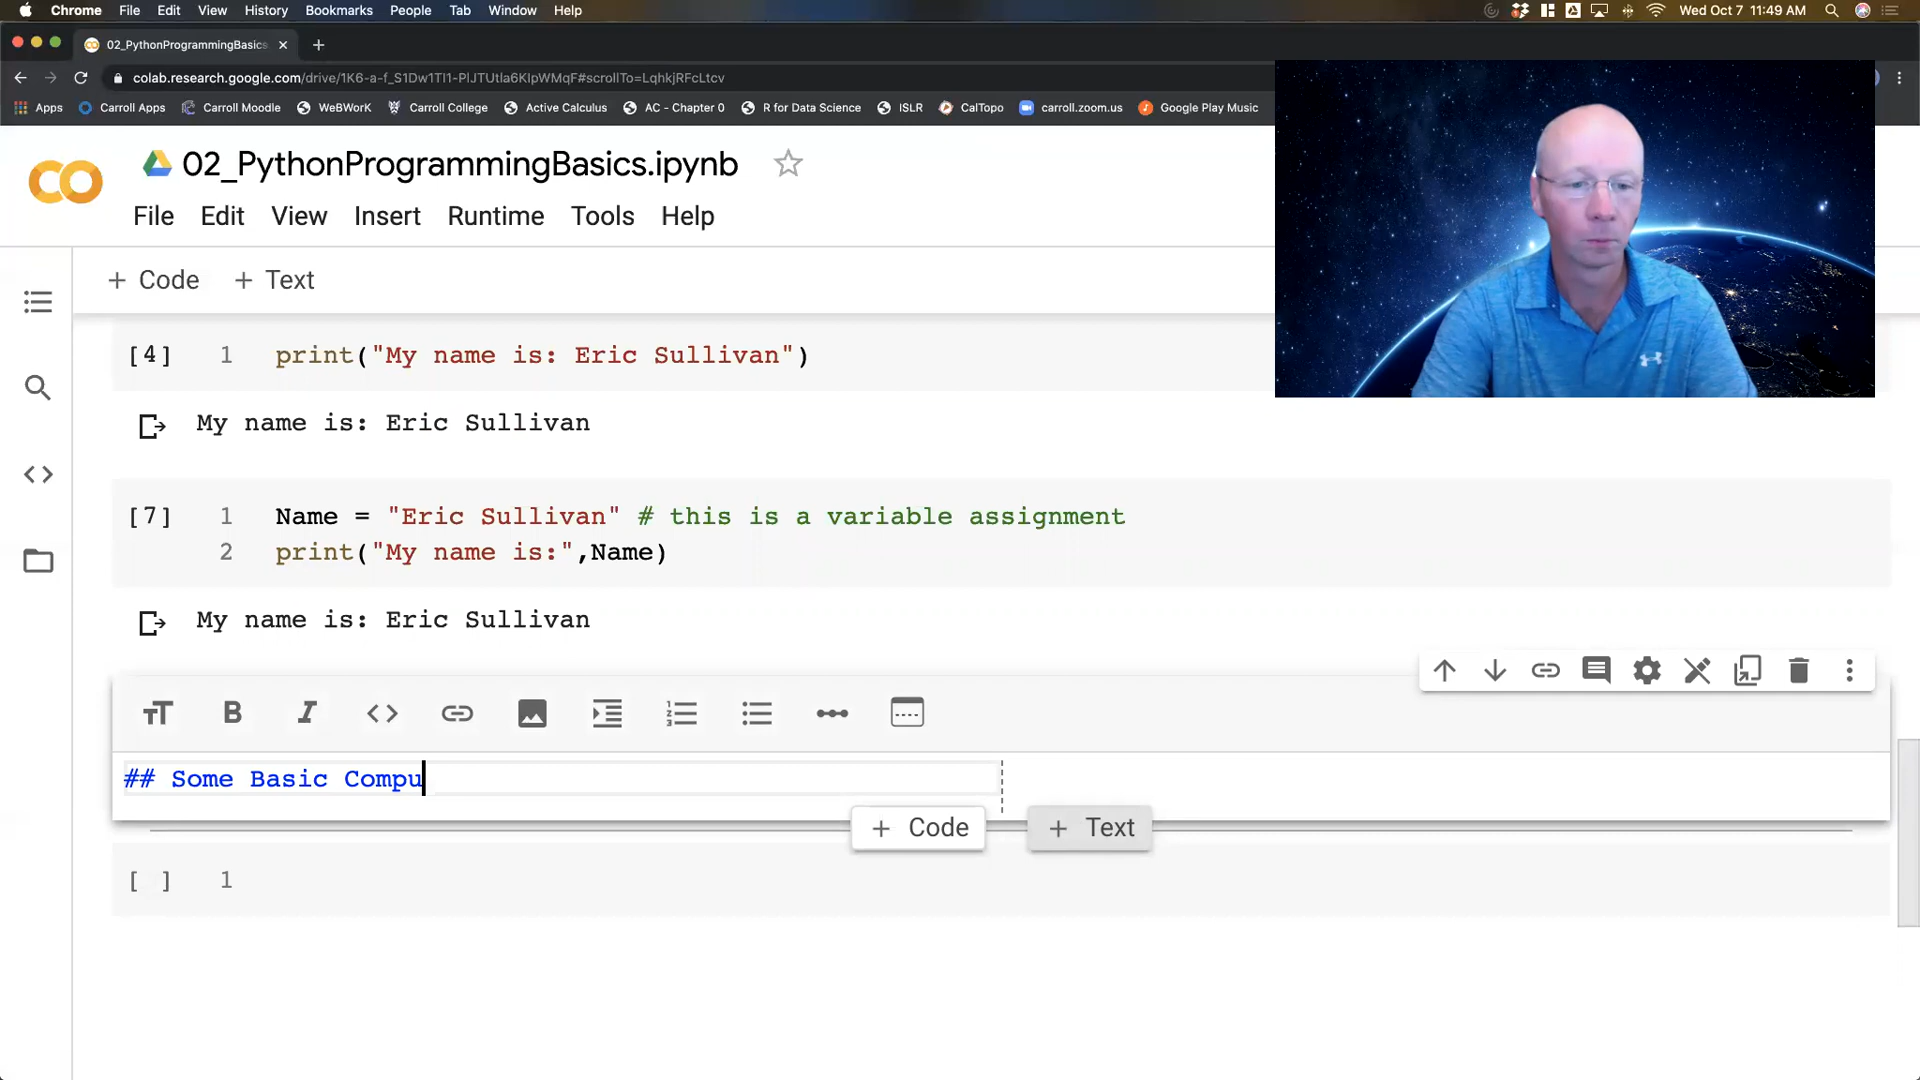 Chrome File Edit View History Bookmarks People Tab Window Help Wed Oct 7 11:49 AM
02_PythonProgrammingBasics
colab.research.google.com/drive/1K6-a-f_S1Dw1TI1-PIJTUtla6KIpWMqF#scrollTo=LqhkjRFcLtcv
Apps Carroll Apps Carroll Moodle WeBWorK Carroll College Active Calculus AC - Chapter 0 R for Data Science ISLR CalTopo carroll.zoom.us Google Play Music
02_PythonProgrammingBasics.ipynb
File Edit View Insert Runtime Tools Help
+ Code + Text
[4] 1 print("My name is: Eric Sullivan")
My name is: Eric Sullivan
[7] 1 Name = "Eric Sullivan" # this is a variable assignment
2 print("My name is:",Name)
My name is: Eric Sullivan
## Some Basic Compu
+ Code + Text
[ ] 1